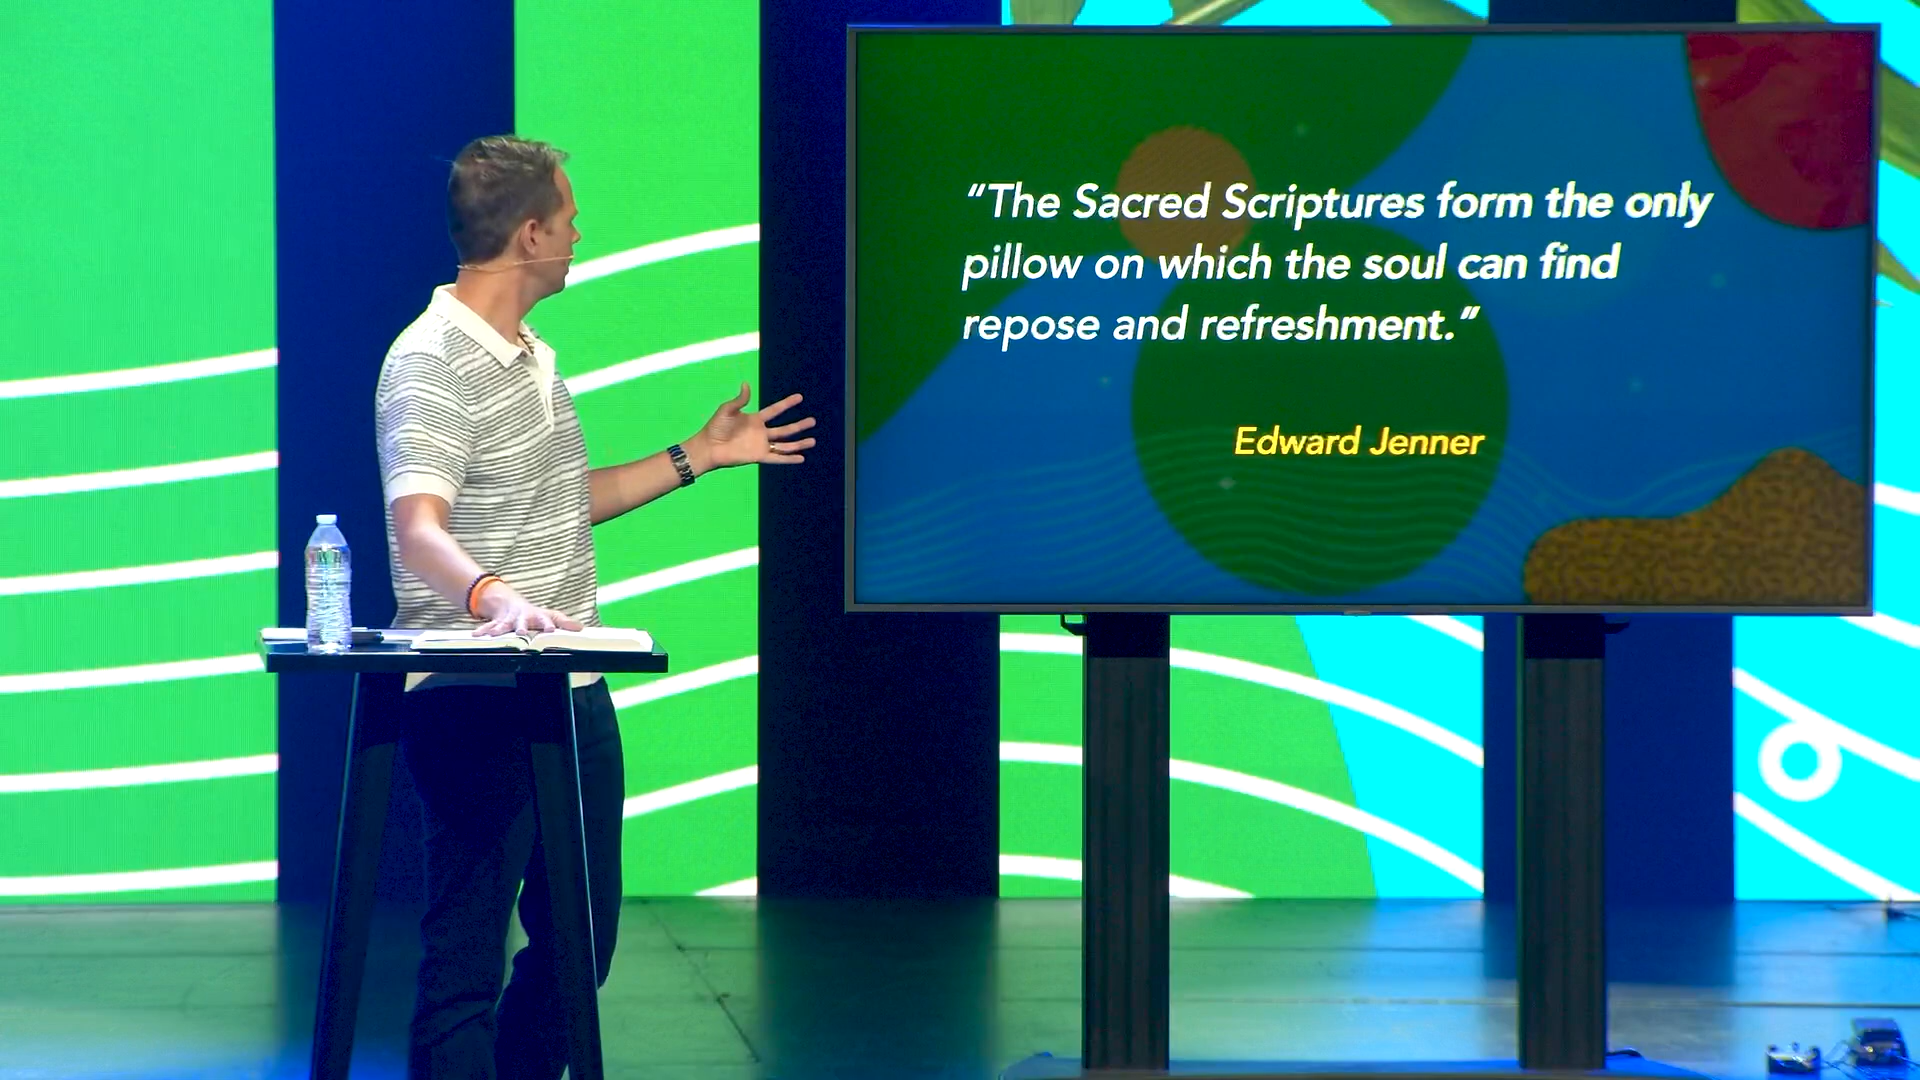 “The Sacred Scriptures form the only
pillow on which the soul can find
repose and refreshment.”
Edward Jenner